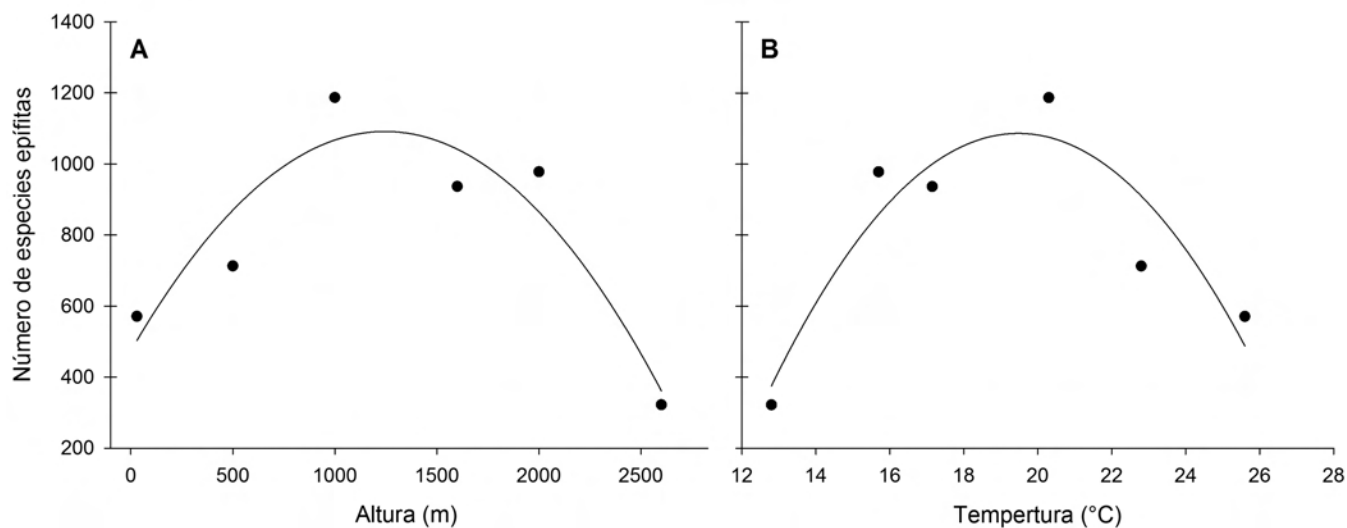 A
B
Número de especies epífitas
1400
1200
1000
800
600
400
200
0 500 1000 1500 2000 2500
12 14 16 18 20 22 24 26 28
Altura (m)
Tempertura (°C)